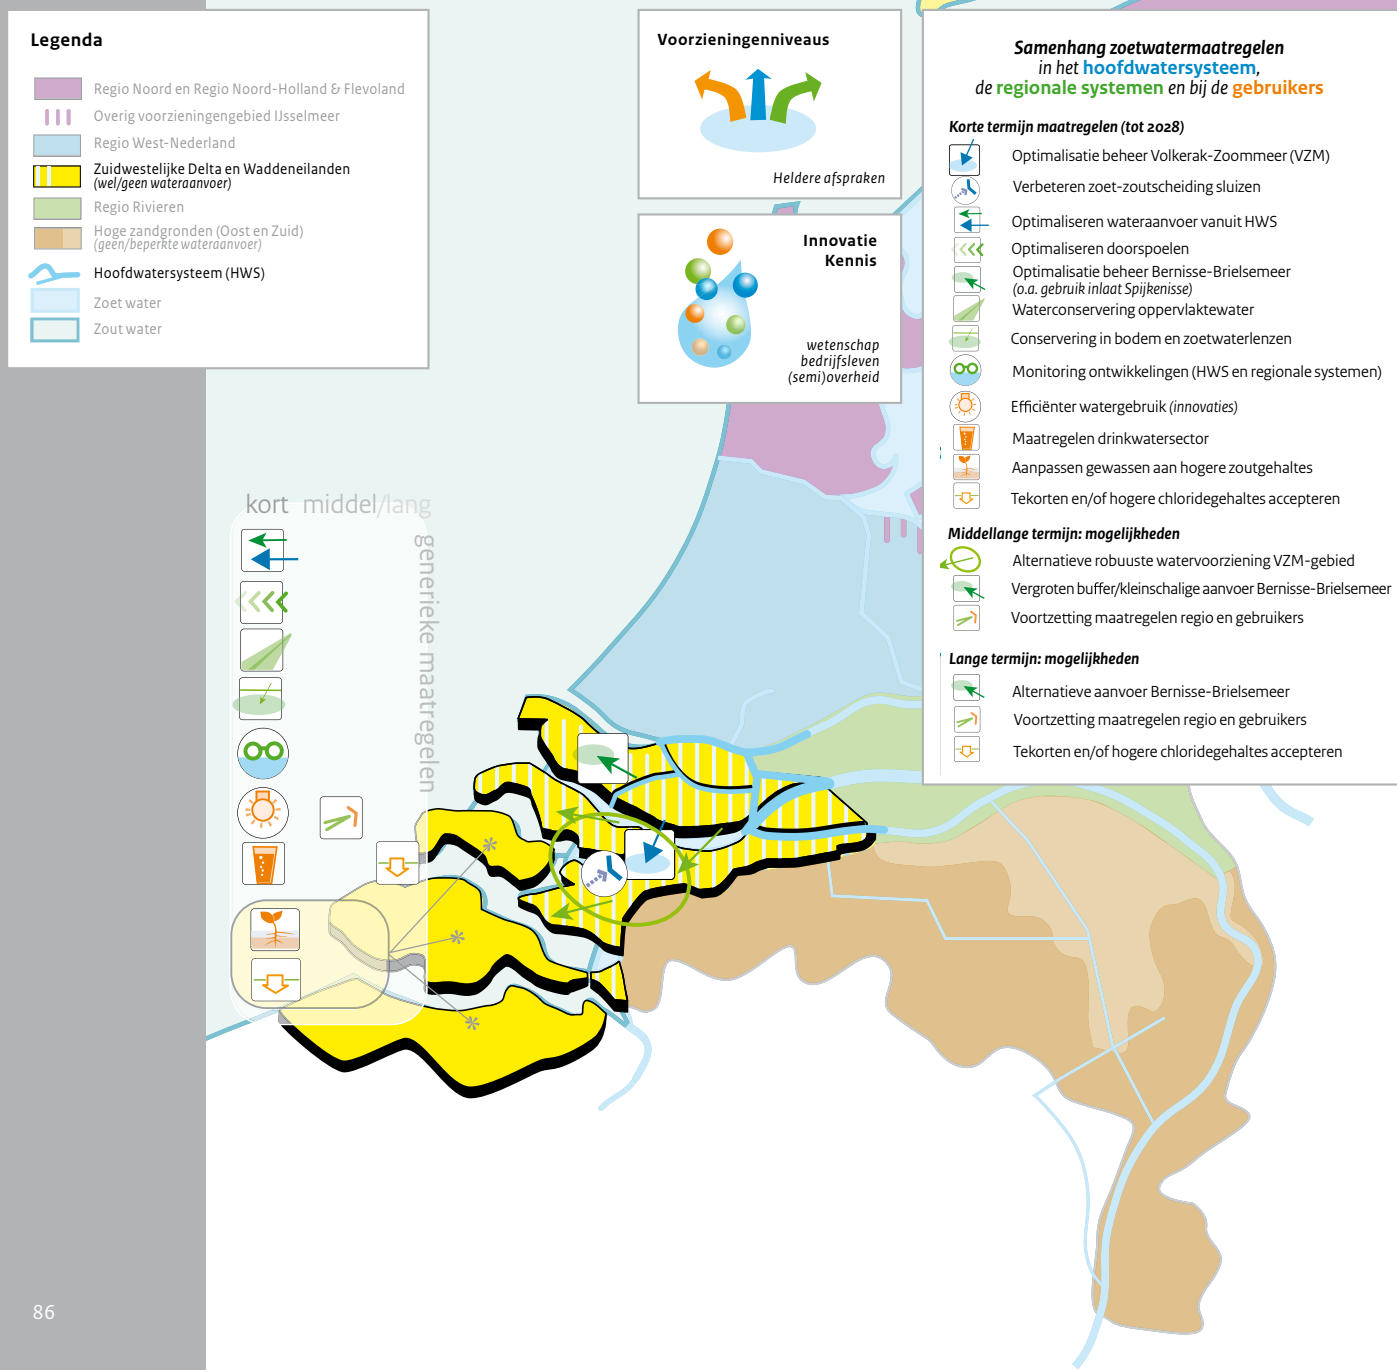 Legenda
Regio Noord en Regio Noord-Holland & Flevoland
Overig voorzieningengebied IJsselmeer
Regio West-Nederland
Zuidwestelijke Delta en Waddeneilanden
(wel/geen wateraanvoer)
Regio Rivieren
Hoge zandgronden (Oost en Zuid)
(geen/beperkte wateraanvoer)
Hoofdwatersysteem (HWS)
Zoet water
Zout water
Voorzieningenniveaus
Heldere afspraken
Innovatie
Kennis
wetenschap
bedrijfsleven
(semi)overheid
Samenhang zoetwatermaatregelen
in het hoofdwatersysteem,
de regionale systemen en bij de gebruikers
Korte termijn maatregelen (tot 2028)
Optimalisatie beheer Volkerak-Zoommeer (VZM)
Verbeteren zoet-zoutscheiding sluizen
Optimaliseren wateraanvoer vanuit HWS
Optimaliseren doorspoelen
Optimalisatie beheer Bernisse-Brielsemeer
(o.a. gebruik inlaat Spijkenisse)
Waterconservering oppervlaktewater
Conservering in bodem en zoetwaterlenzen
Monitoring ontwikkelingen (HWS en regionale systemen)
Efficiënter watergebruik (innovaties)
Maatregelen drinkwatersector
Aanpassen gewassen aan hogere zoutgehaltes
Tekorten en/of hogere chloridegehaltes accepteren
Middellange termijn: mogelijkheden
Alternatieve robuuste watervoorziening VZM-gebied
Vergroten buffer/kleinschalige aanvoer Bernisse-Brielsemeer
Voortzetting maatregelen regio en gebruikers
Lange termijn: mogelijkheden
Alternatieve aanvoer Bernisse-Brielsemeer
Voortzetting maatregelen regio en gebruikers
Tekorten en/of hogere chloridegehaltes accepteren
kort middel/lang
generieke maatregelen
*
*
*
86